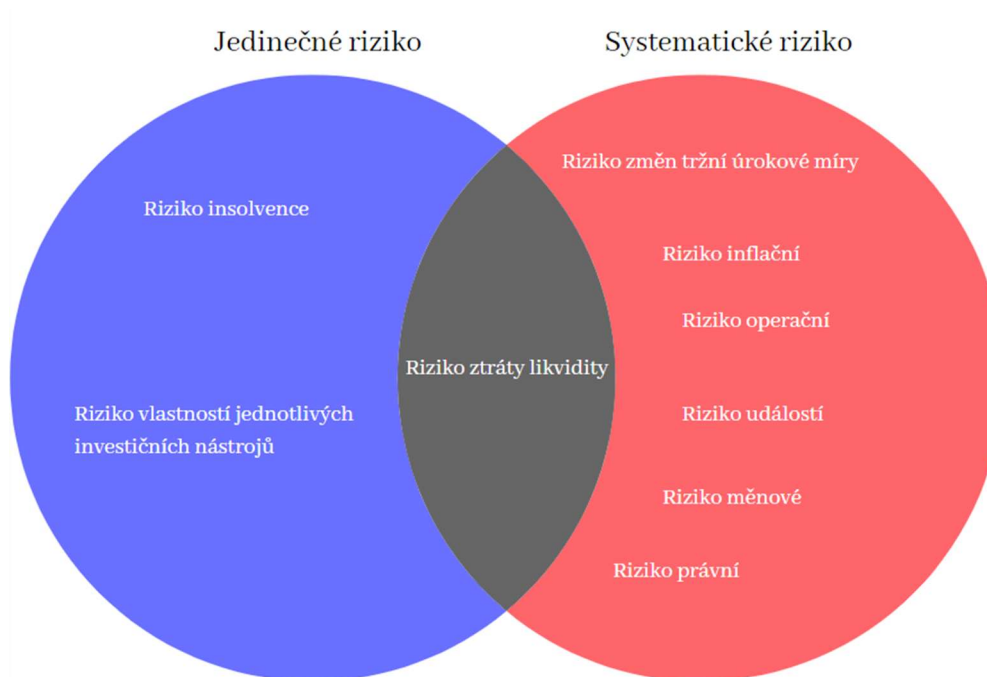 Jedinečné riziko
Systematické riziko
Riziko insolvence
Riziko vlastností jednotlivých
investičních nástrojů
Riziko ztráty likvidity
Riziko změn tržní úrokové míry
Riziko inflační
Riziko operační
Riziko událostí
Riziko měnové
Riziko právní